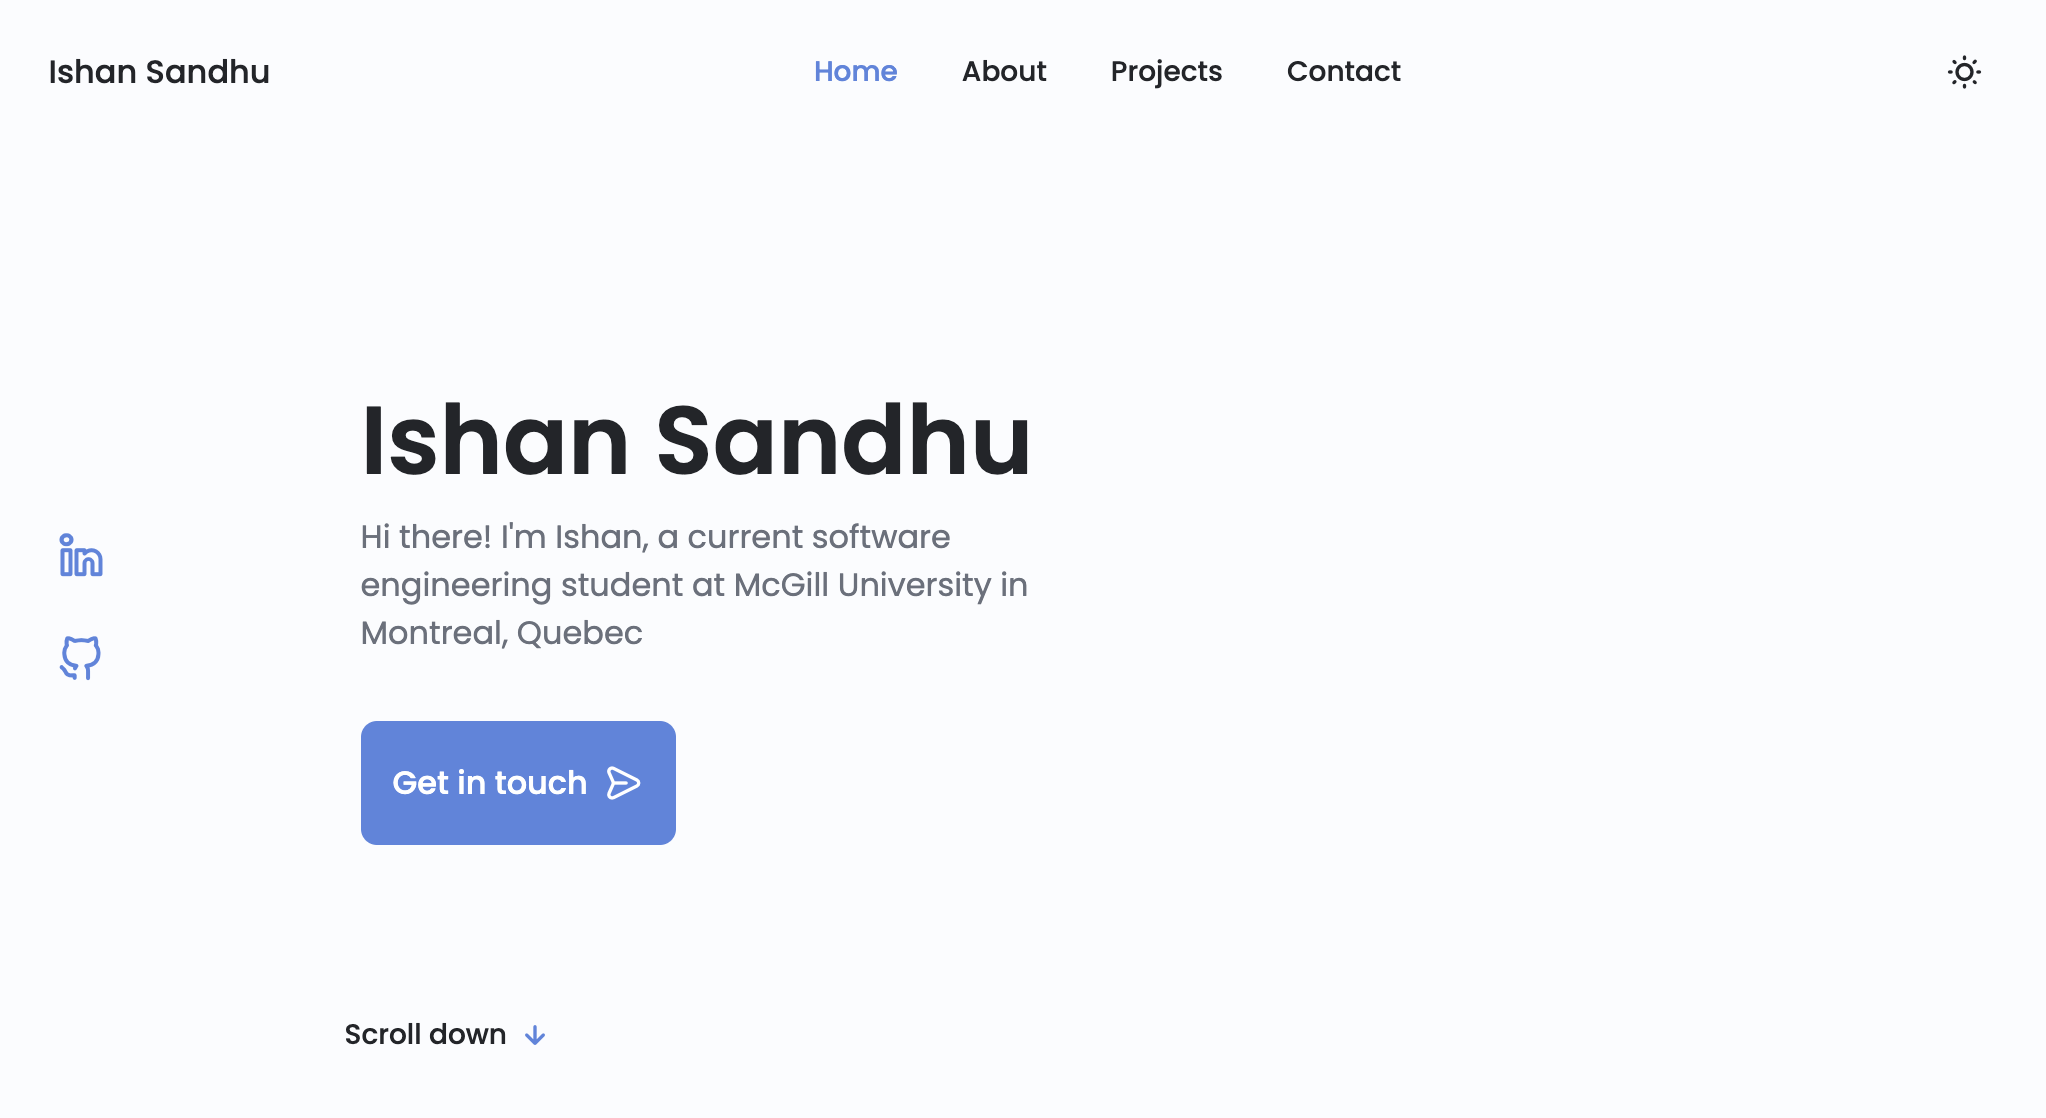 Ishan Sandhu
Home
About
Projects
Contact
Ishan Sandhu
Hi there! I'm Ishan, a current software
engineering student at McGill University in
Montreal, Quebec
in
Get in touch
Scroll down